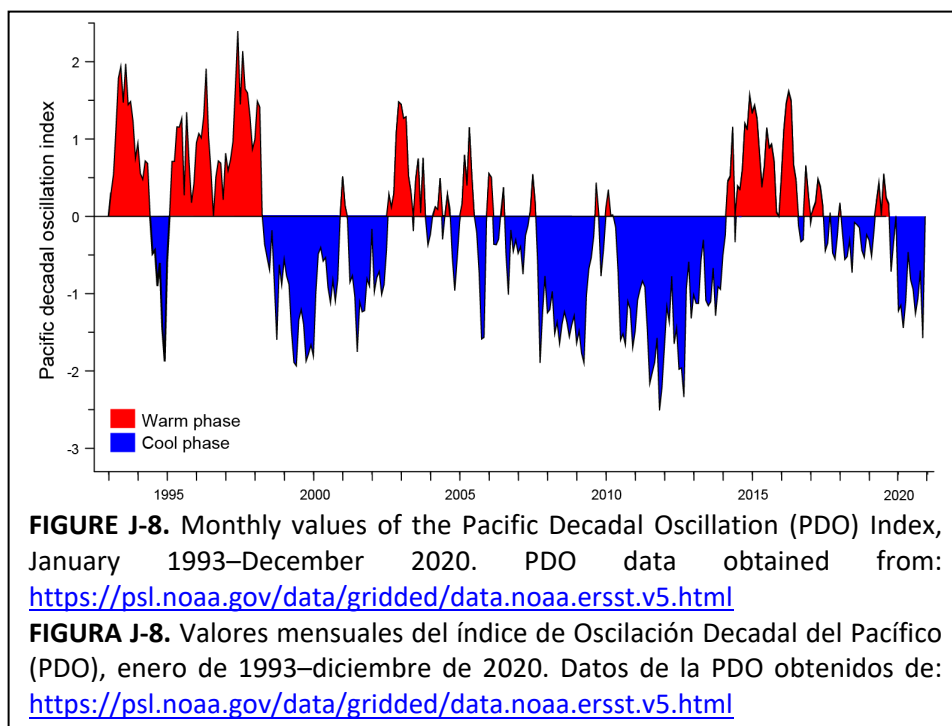 Pacific decadal oscillation index
2
1
0
-1
-2
-3
Warm phase
Cool phase
1995 2000 2005 2010 2015 2020
FIGURE J-8. Monthly values of the Pacific Decadal Oscillation (PDO) Index,
January 1993–December 2020. PDO data obtained from:
https://psl.noaa.gov/data/gridded/data.noaa.ersst.v5.html
FIGURA J-8. Valores mensuales del índice de Oscilación Decadal del Pacífico
(PDO), enero de 1993–diciembre de 2020. Datos de la PDO obtenidos de:
https://psl.noaa.gov/data/gridded/data.noaa.ersst.v5.html